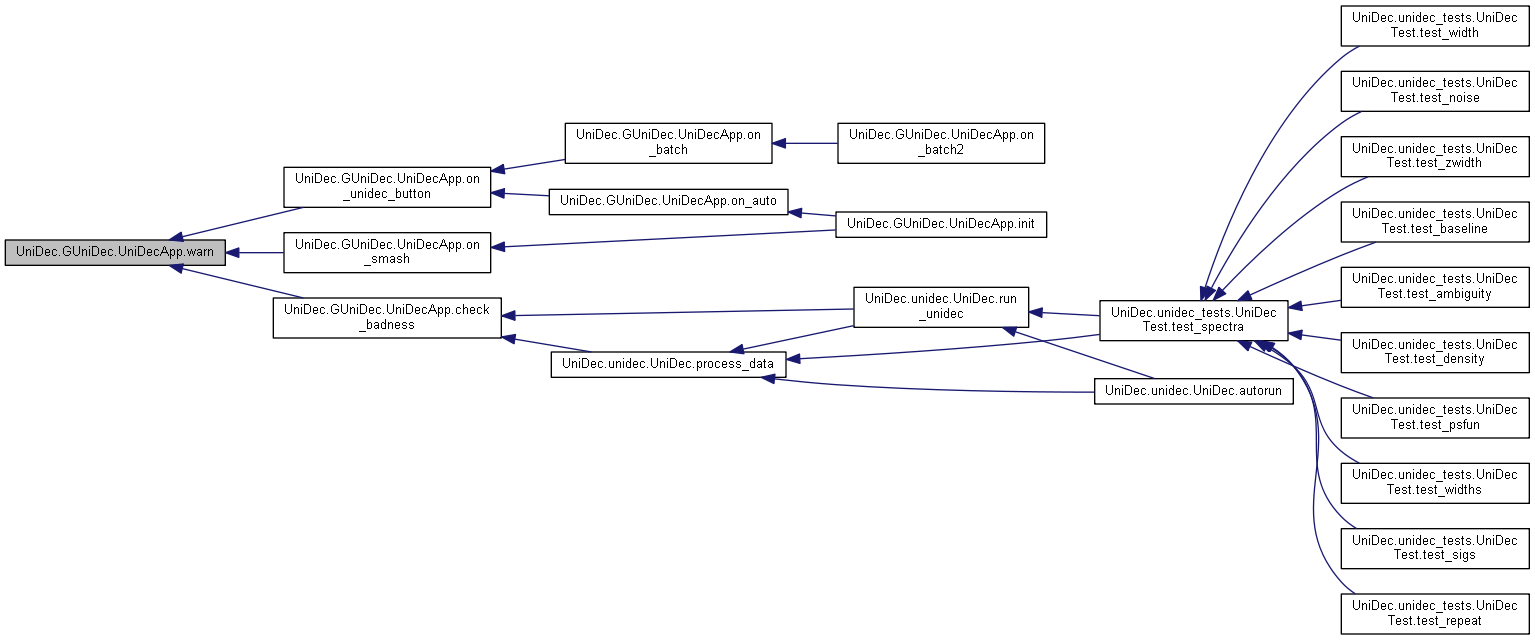 UniDec.GUniDec.UniDecApp.warn
UniDec.GUniDec.UniDecApp.on
_unidec_button
UniDec.GUniDec.UniDecApp.on
_smash
UniDec.GUniDec.UniDecApp.check
_badness
UniDec.GUniDec.UniDecApp.on
_batch
UniDec.GUniDec.UniDecApp.on_auto
UniDec.unidec.UniDec.process_data
UniDec.GUniDec.UniDecApp.on
_batch2
UniDec.GUniDec.UniDecApp.init
UniDec.unidec.UniDec.run
_unidec
UniDec.unidec_tests.UniDec
Test.test_spectra
UniDec.unidec.UniDec.autorun
UniDec.unidec_tests.UniDec
Test.test_width
UniDec.unidec_tests.UniDec
Test.test_noise
UniDec.unidec_tests.UniDec
Test.test_zwidth
UniDec.unidec_tests.UniDec
Test.test_baseline
UniDec.unidec_tests.UniDec
Test.test_ambiguity
UniDec.unidec_tests.UniDec
Test.test_density
UniDec.unidec_tests.UniDec
Test.test_psfun
UniDec.unidec_tests.UniDec
Test.test_widths
UniDec.unidec_tests.UniDec
Test.test_sigs
UniDec.unidec_tests.UniDec
Test.test_repeat